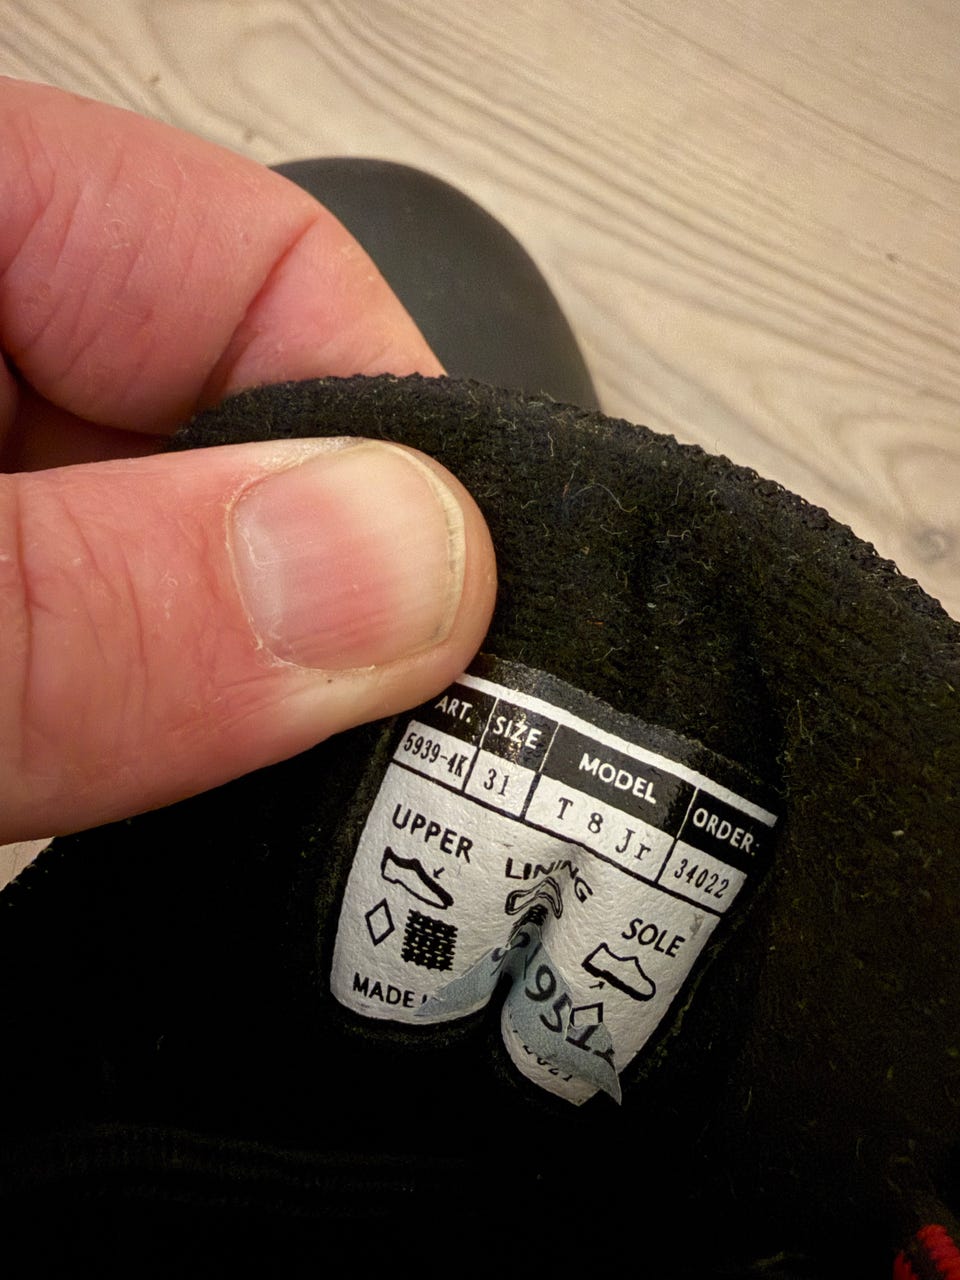 ART. SIZE MODEL ORDER:
5939-4K 31 T 8 Jr 34022
UPPER LINING SOLE
MADE